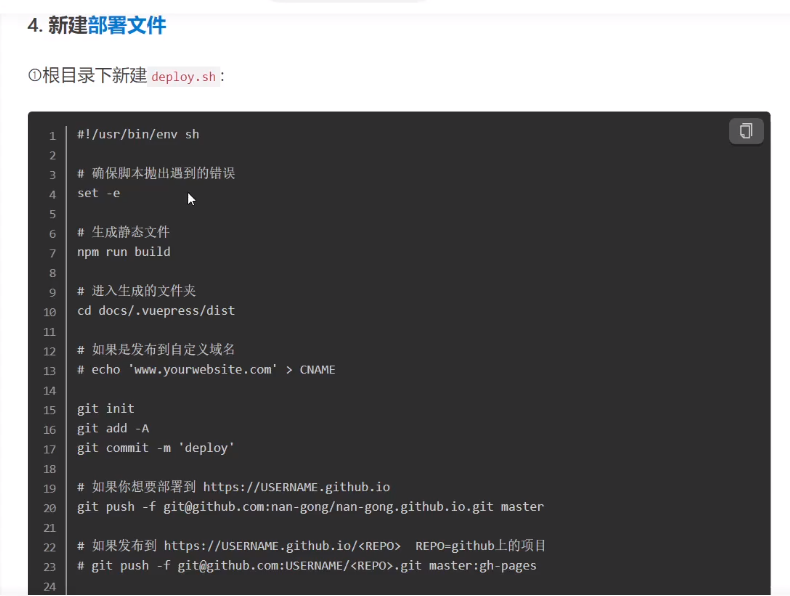 4. 新建部署文件
①根目录下新建deploy.sh:
1 #!/usr/bin/env sh
2
3 # 确保脚本抛出遇到的错误
4 set -e
5
6 # 生成静态文件
7 npm run build
8
9 # 进入生成的文件夹
10 cd docs/.vuepress/dist
11
12 # 如果是发布到自定义域名
13 # echo 'www.yourwebsite.com' > CNAME
14
15 git init
16 git add -A
17 git commit -m 'deploy'
18
19 # 如果你想要部署到 https://USERNAME.github.io
20 git push -f git@github.com:nan-gong/nan-gong.github.io.git master
21
22 # 如果发布到 https://USERNAME.github.io/<REPO>  REPO=github上的项目
23 # git push -f git@github.com:USERNAME/<REPO>.git master:gh-pages
24